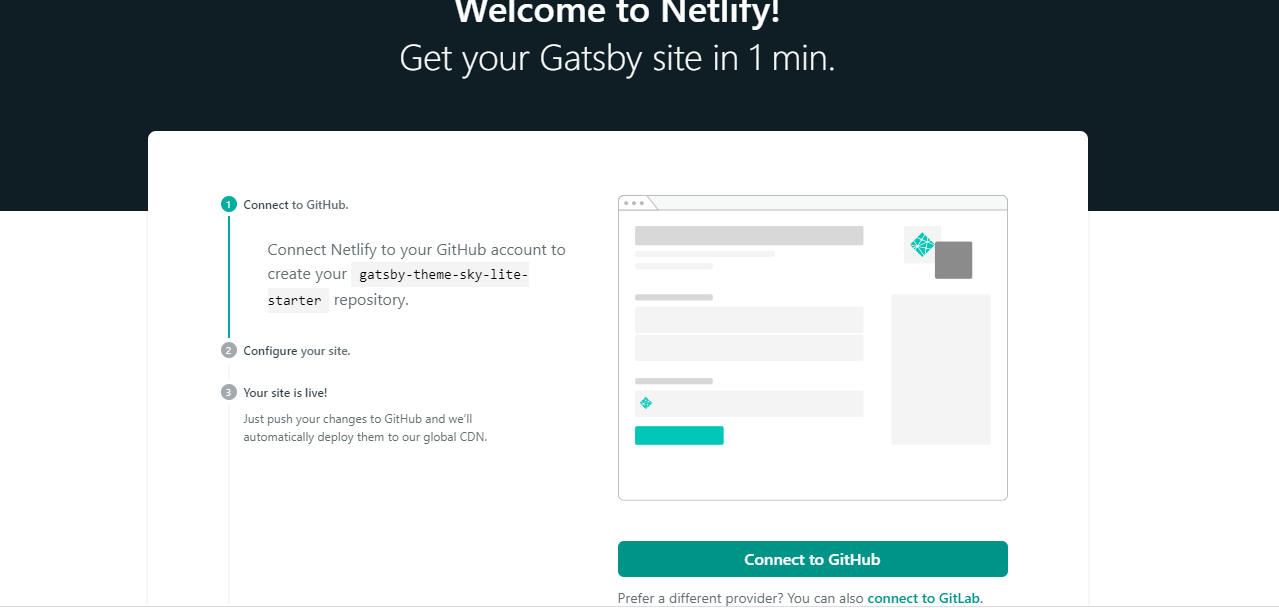 Welcome to Netlify!
Get your Gatsby site in 1 min.
1 Connect to GitHub.
Connect Netlify to your GitHub account to
create your gatsby-theme-sky-lite-
starter repository.
2 Configure your site.
3 Your site is live!
Just push your changes to GitHub and we'll
automatically deploy them to our global CDN.
Connect to GitHub
Prefer a different provider? You can also connect to GitLab.